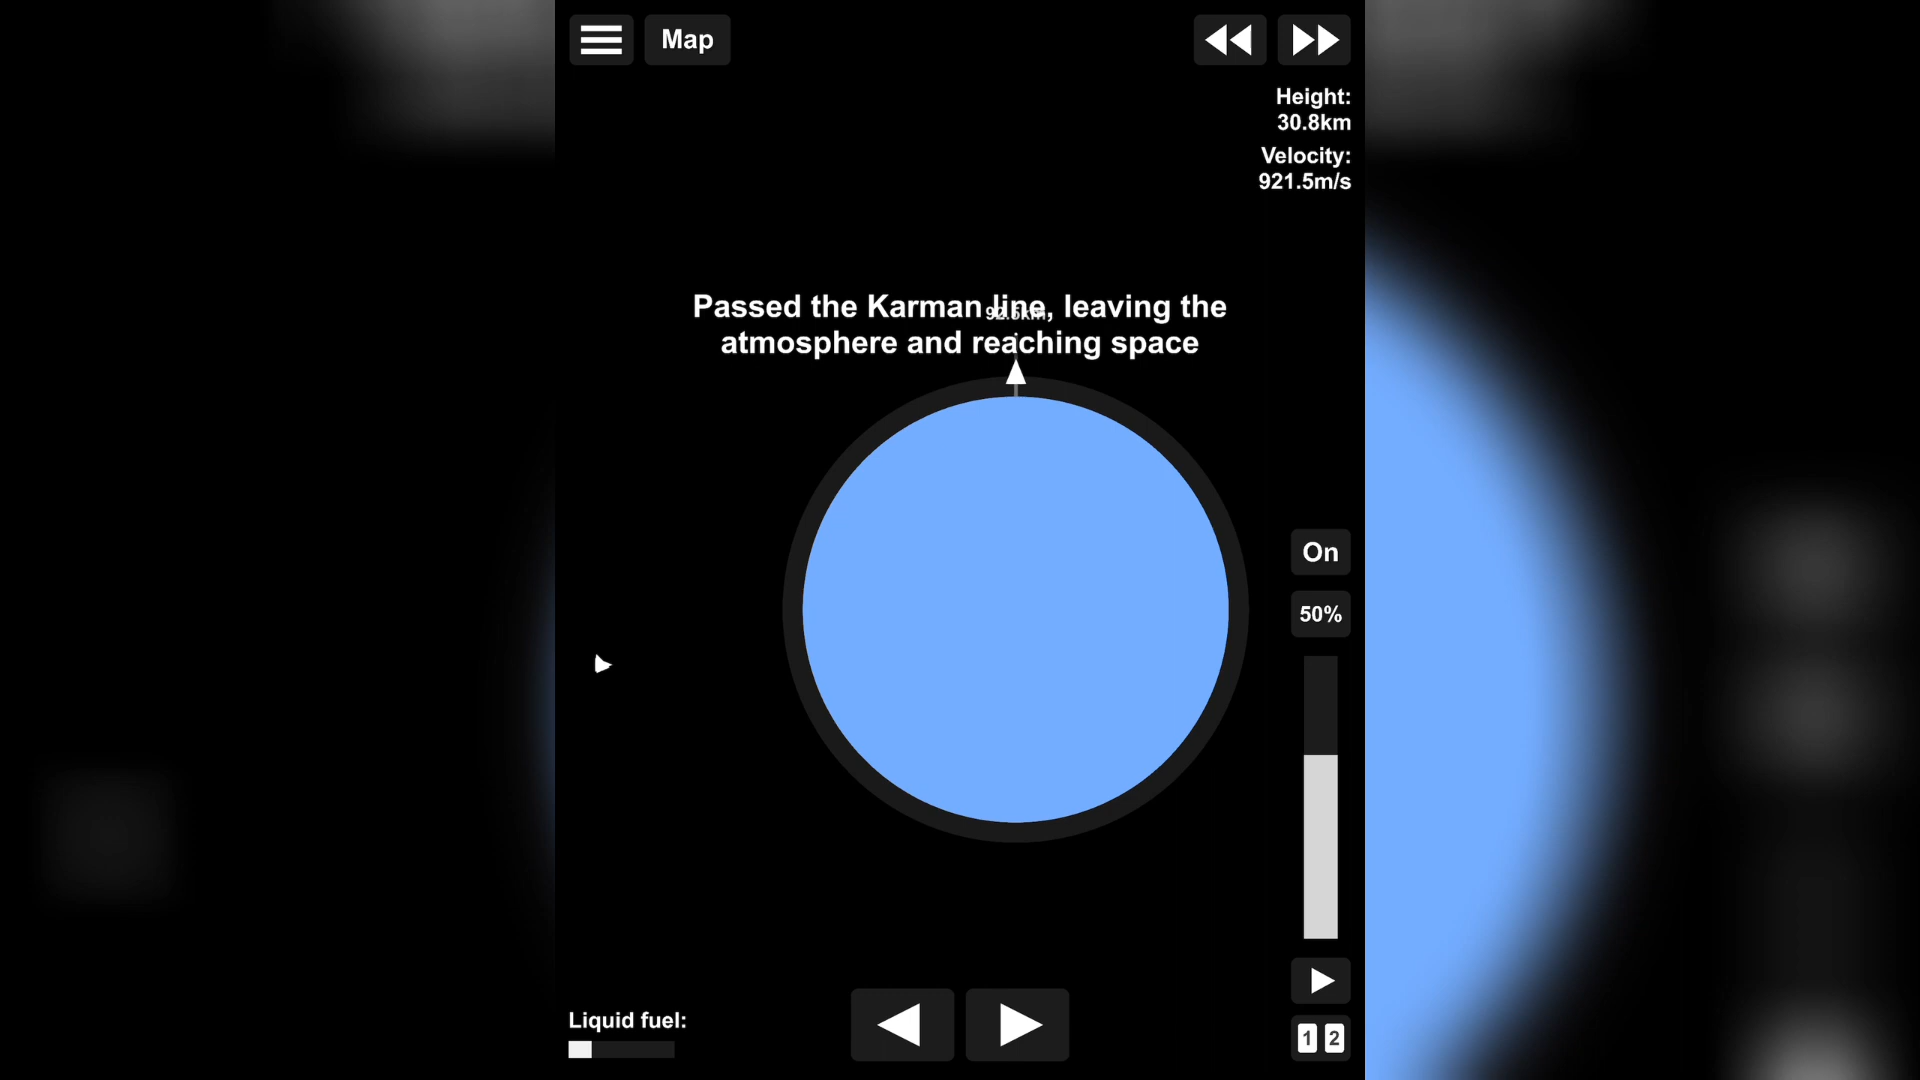 Map
Height:
30.8km
Velocity:
921.5m/s
Passed the Karman line, leaving the
atmosphere and reaching space
On
50%
Liquid fuel:
1 2